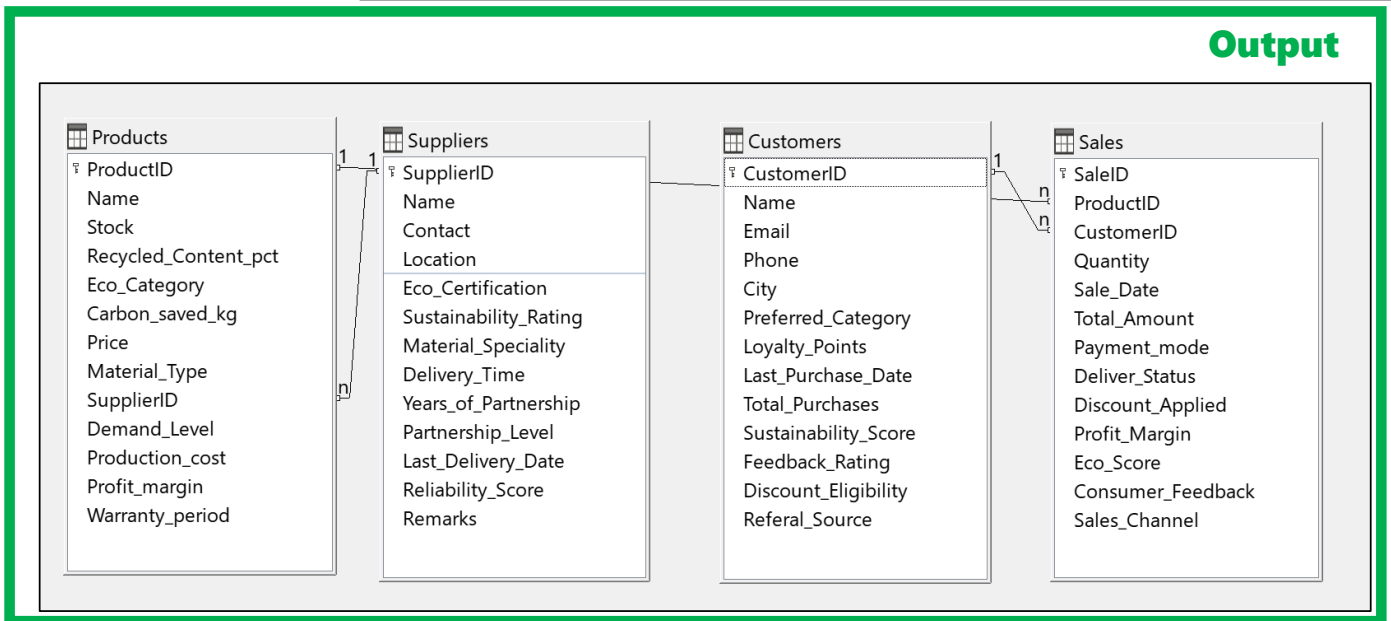 Output
Products
ProductID
Name
Stock
Recycled_Content_pct
Eco_Category
Carbon_saved_kg
Price
Material_Type
SupplierID
Demand_Level
Production_cost
Profit_margin
Warranty_period
1
n
1
Suppliers
SupplierID
Name
Contact
Location
Eco_Certification
Sustainability_Rating
Material_Speciality
Delivery_Time
Years_of_Partnership
Partnership_Level
Last_Delivery_Date
Reliability_Score
Remarks
Customers
CustomerID
Name
Email
Phone
City
Preferred_Category
Loyalty_Points
Last_Purchase_Date
Total_Purchases
Sustainability_Score
Feedback_Rating
Discount_Eligibility
Referal_Source
1
n
n
Sales
SaleID
ProductID
CustomerID
Quantity
Sale_Date
Total_Amount
Payment_mode
Deliver_Status
Discount_Applied
Profit_Margin
Eco_Score
Consumer_Feedback
Sales_Channel